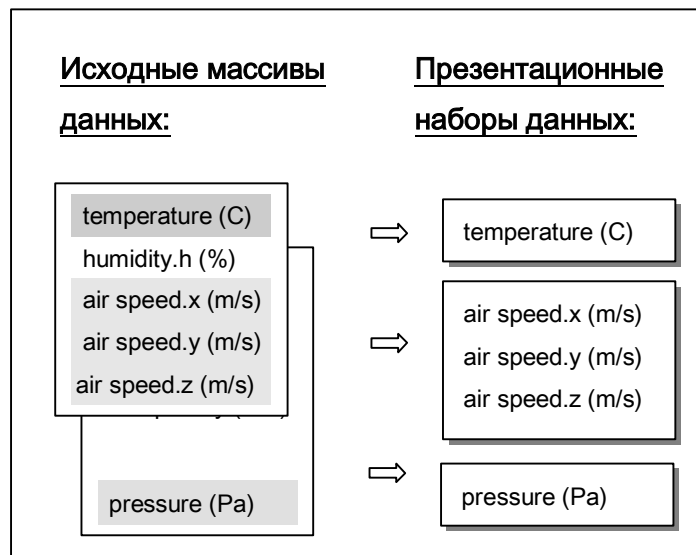 Исходные массивы
данных:
Презентационные
наборы данных:
temperature (C)
humidity.h (%)
air speed.x (m/s)
air speed.y (m/s)
air speed.z (m/s)
pressure (Pa)
temperature (C)
air speed.x (m/s)
air speed.y (m/s)
air speed.z (m/s)
pressure (Pa)